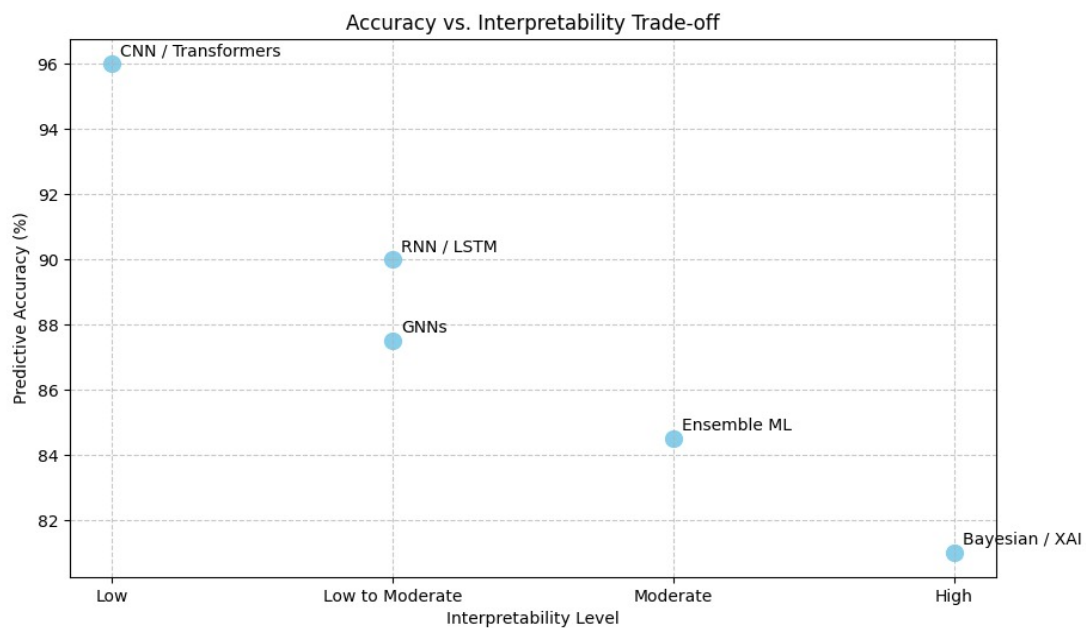 Accuracy vs. Interpretability Trade-off
CNN / Transformers
96
94
92
RNN / LSTM
90
GNNs
88
86
Ensemble ML
84
82
Bayesian / XAI
Predictive Accuracy (%)
Low
Low to Moderate
Moderate
High
Interpretability Level